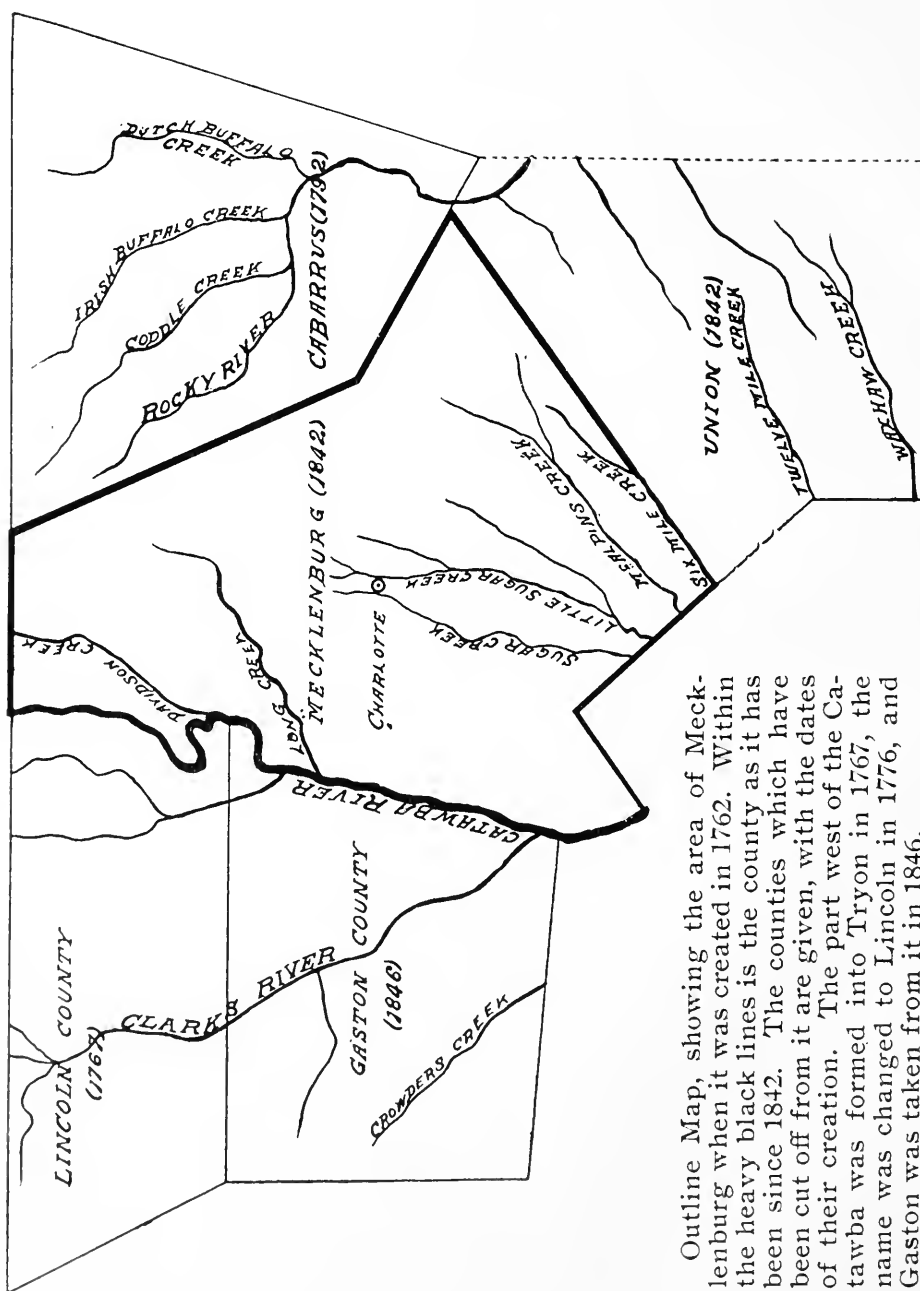 DUTCH BUFFALO
CREEK
IRISH BUFFALO CREEK
CODDLE CREEK
ROCKY RIVER
CABARRUS (1792)
MECKLENBURG (1842)
UNION (1842)
TWELVE MILE CREEK
WAXHAW CREEK
SIX MILE CREEK
McALPINS CREEK
LITTLE SUGAR CREEK
SUGAR CREEK
CHARLOTTE
LONG CREEK
DAVIDSON
CREEK
CATAWBA RIVER
LINCOLN COUNTY
(1767)
CLARKS RIVER
GASTON COUNTY
(1846)
CROWDERS CREEK
Outline Map, showing the area of Meck-
lenburg when it was created in 1762. Within
the heavy black lines is the county as it has
been since 1842. The counties which have
been cut off from it are given, with the dates
of their creation. The part west of the Ca-
tawba was formed into Tryon in 1767, the
name was changed to Lincoln in 1776, and
Gaston was taken from it in 1846.